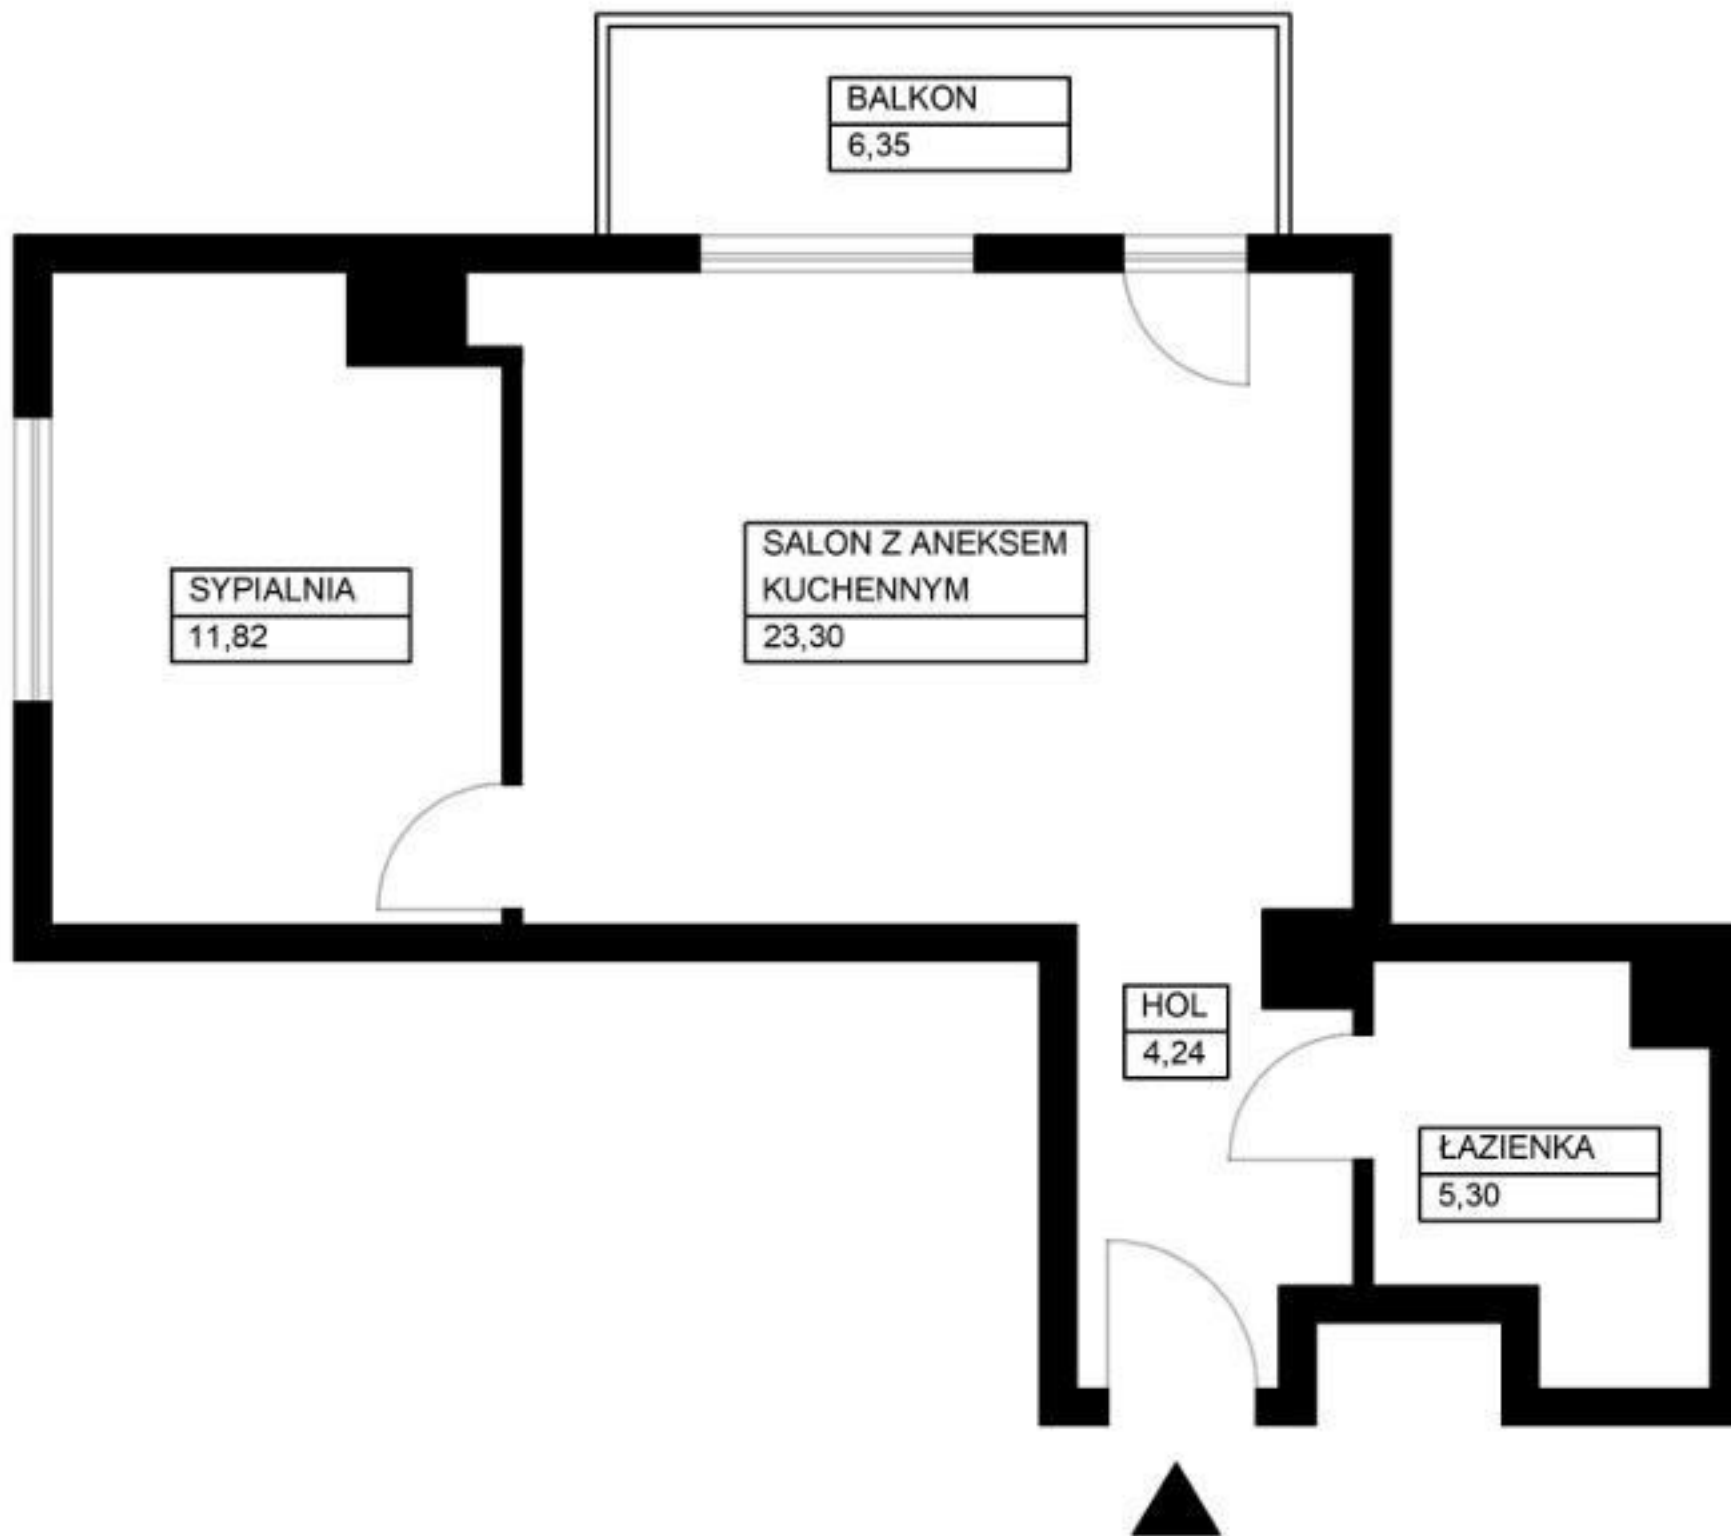 BALKON
6,35
SALON Z ANEKSEM
KUCHENNYM
23,30
SYPIALNIA
11,82
HOL
4,24
ŁAZIENKA
5,30